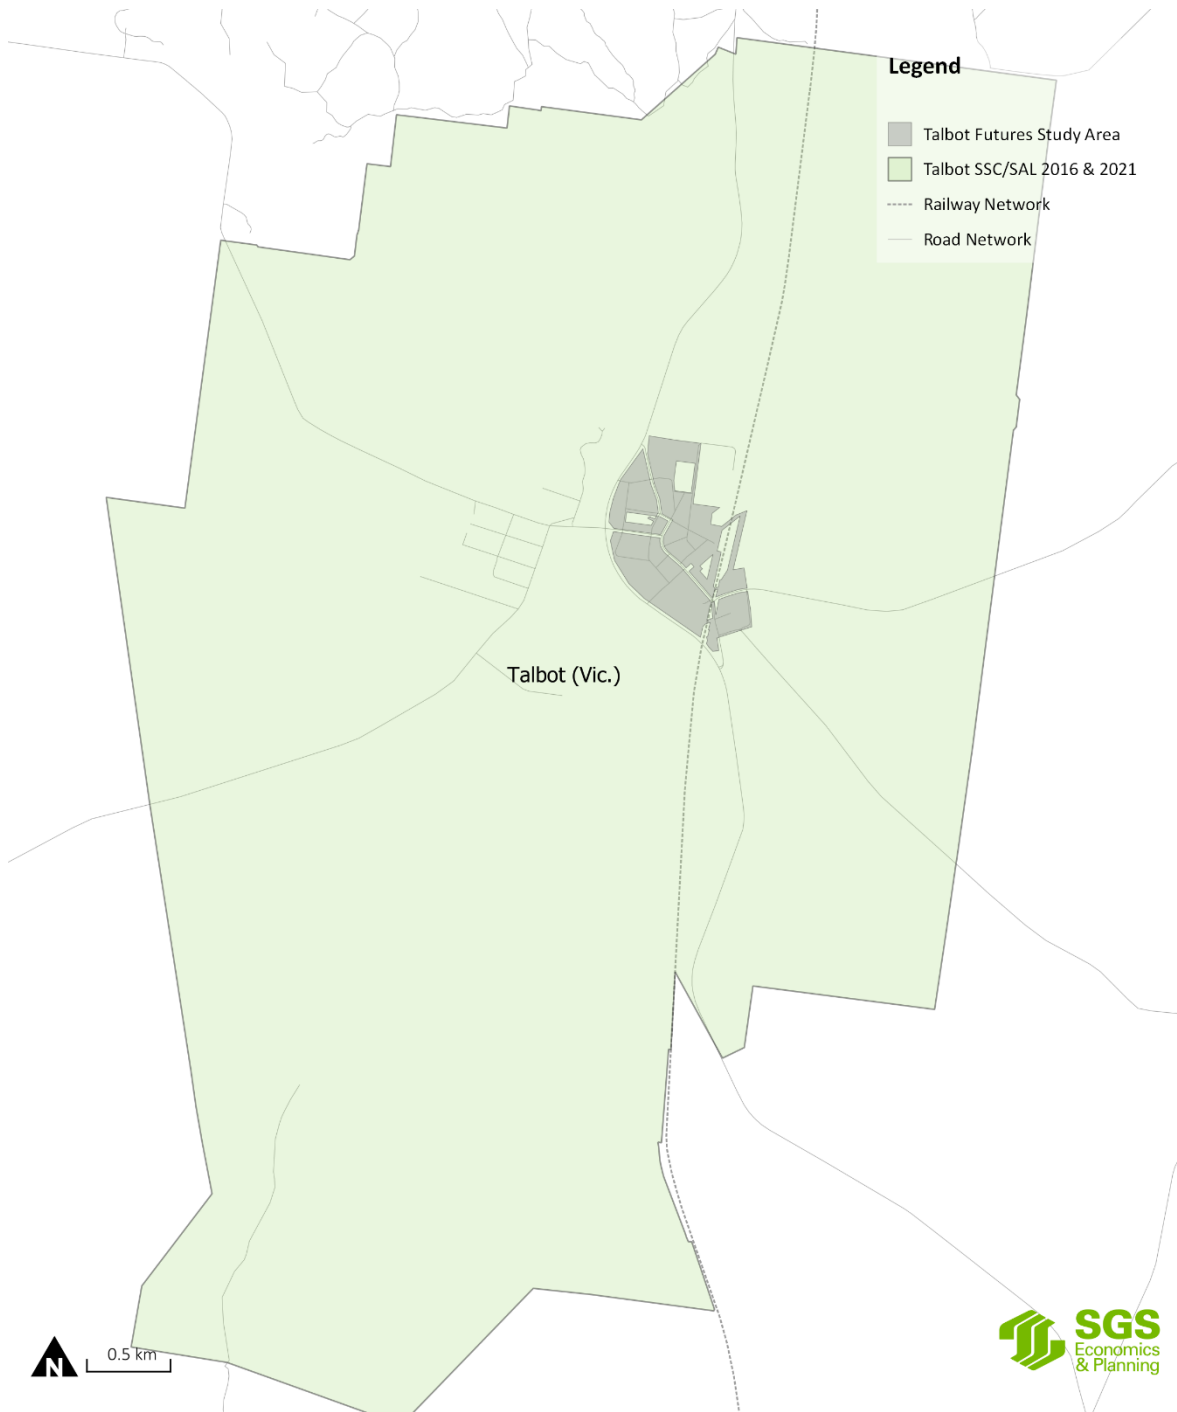 Legend
Talbot Futures Study Area
Talbot SSC/SAL 2016 & 2021
Railway Network
Road Network
Talbot (Vic.)
N
0.5 km
SGS
Economics
& Planning